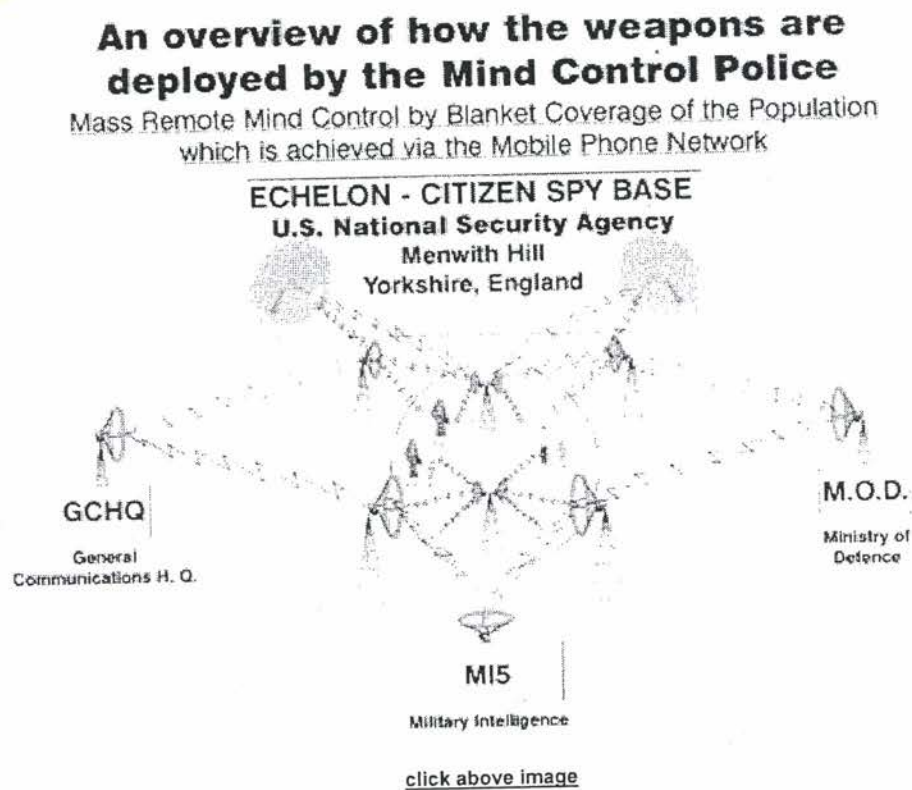 An overview of how the weapons are
deployed by the Mind Control Police
Mass Remote Mind Control by Blanket Coverage of the Population
which is achieved via the Mobile Phone Network
ECHELON - CITIZEN SPY BASE
U.S. National Security Agency
Menwith Hill
Yorkshire, England
GCHQ
General
Communications H. Q.
M.O.D.
Ministry of
Defence
MI5
Military Intelligence
click above image